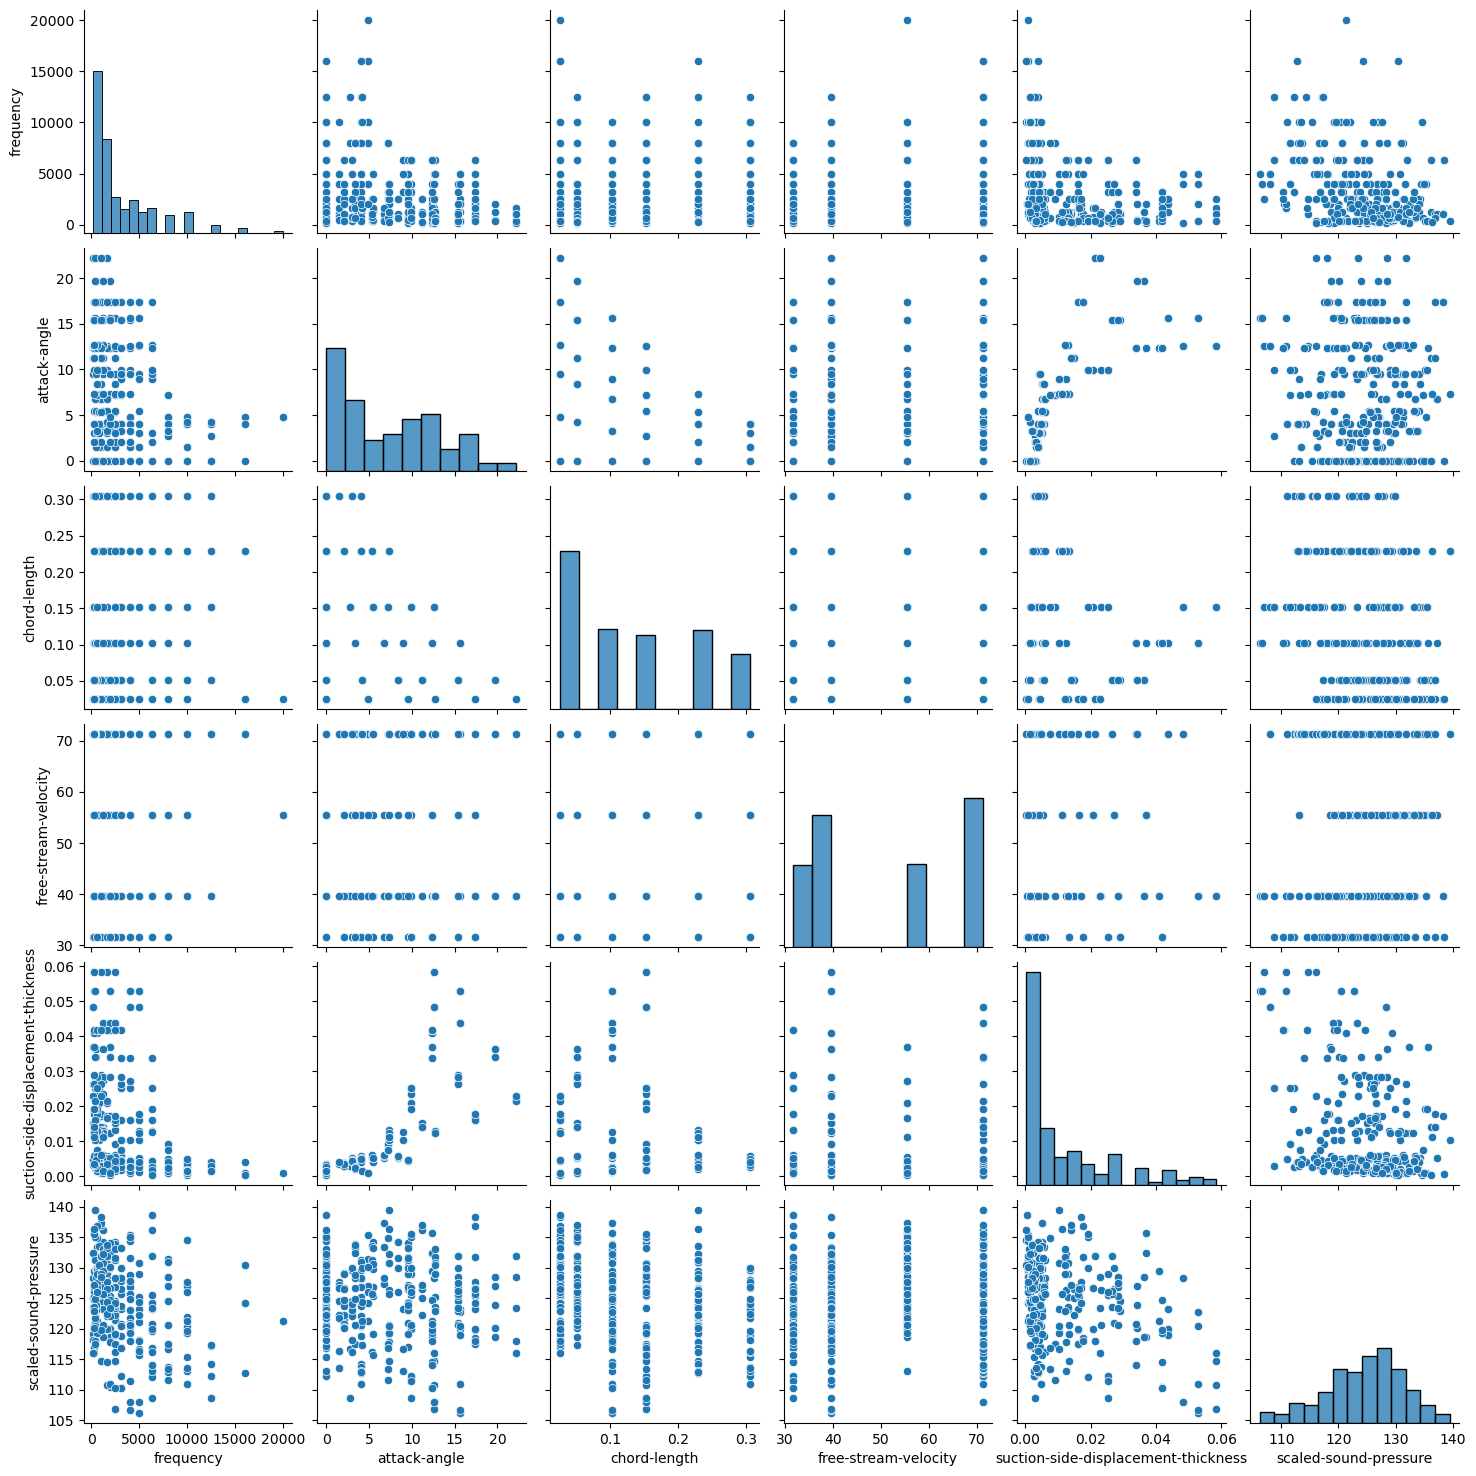 20000
15000
10000
5000
0
frequency
20
15
10
5
0
attack-angle
0.30
0.25
0.20
0.15
0.10
0.05
chord-length
70
60
50
40
30
free-stream-velocity
0.06
0.05
0.04
0.03
0.02
0.01
0.00
suction-side-displacement-thickness
140
135
130
125
120
115
110
105
scaled-sound-pressure
0 5000 10000 15000 20000
frequency
0 5 10 15 20
attack-angle
0.1 0.2 0.3
chord-length
30 40 50 60 70
free-stream-velocity
0.00 0.02 0.04 0.06
suction-side-displacement-thickness
110 120 130 140
scaled-sound-pressure